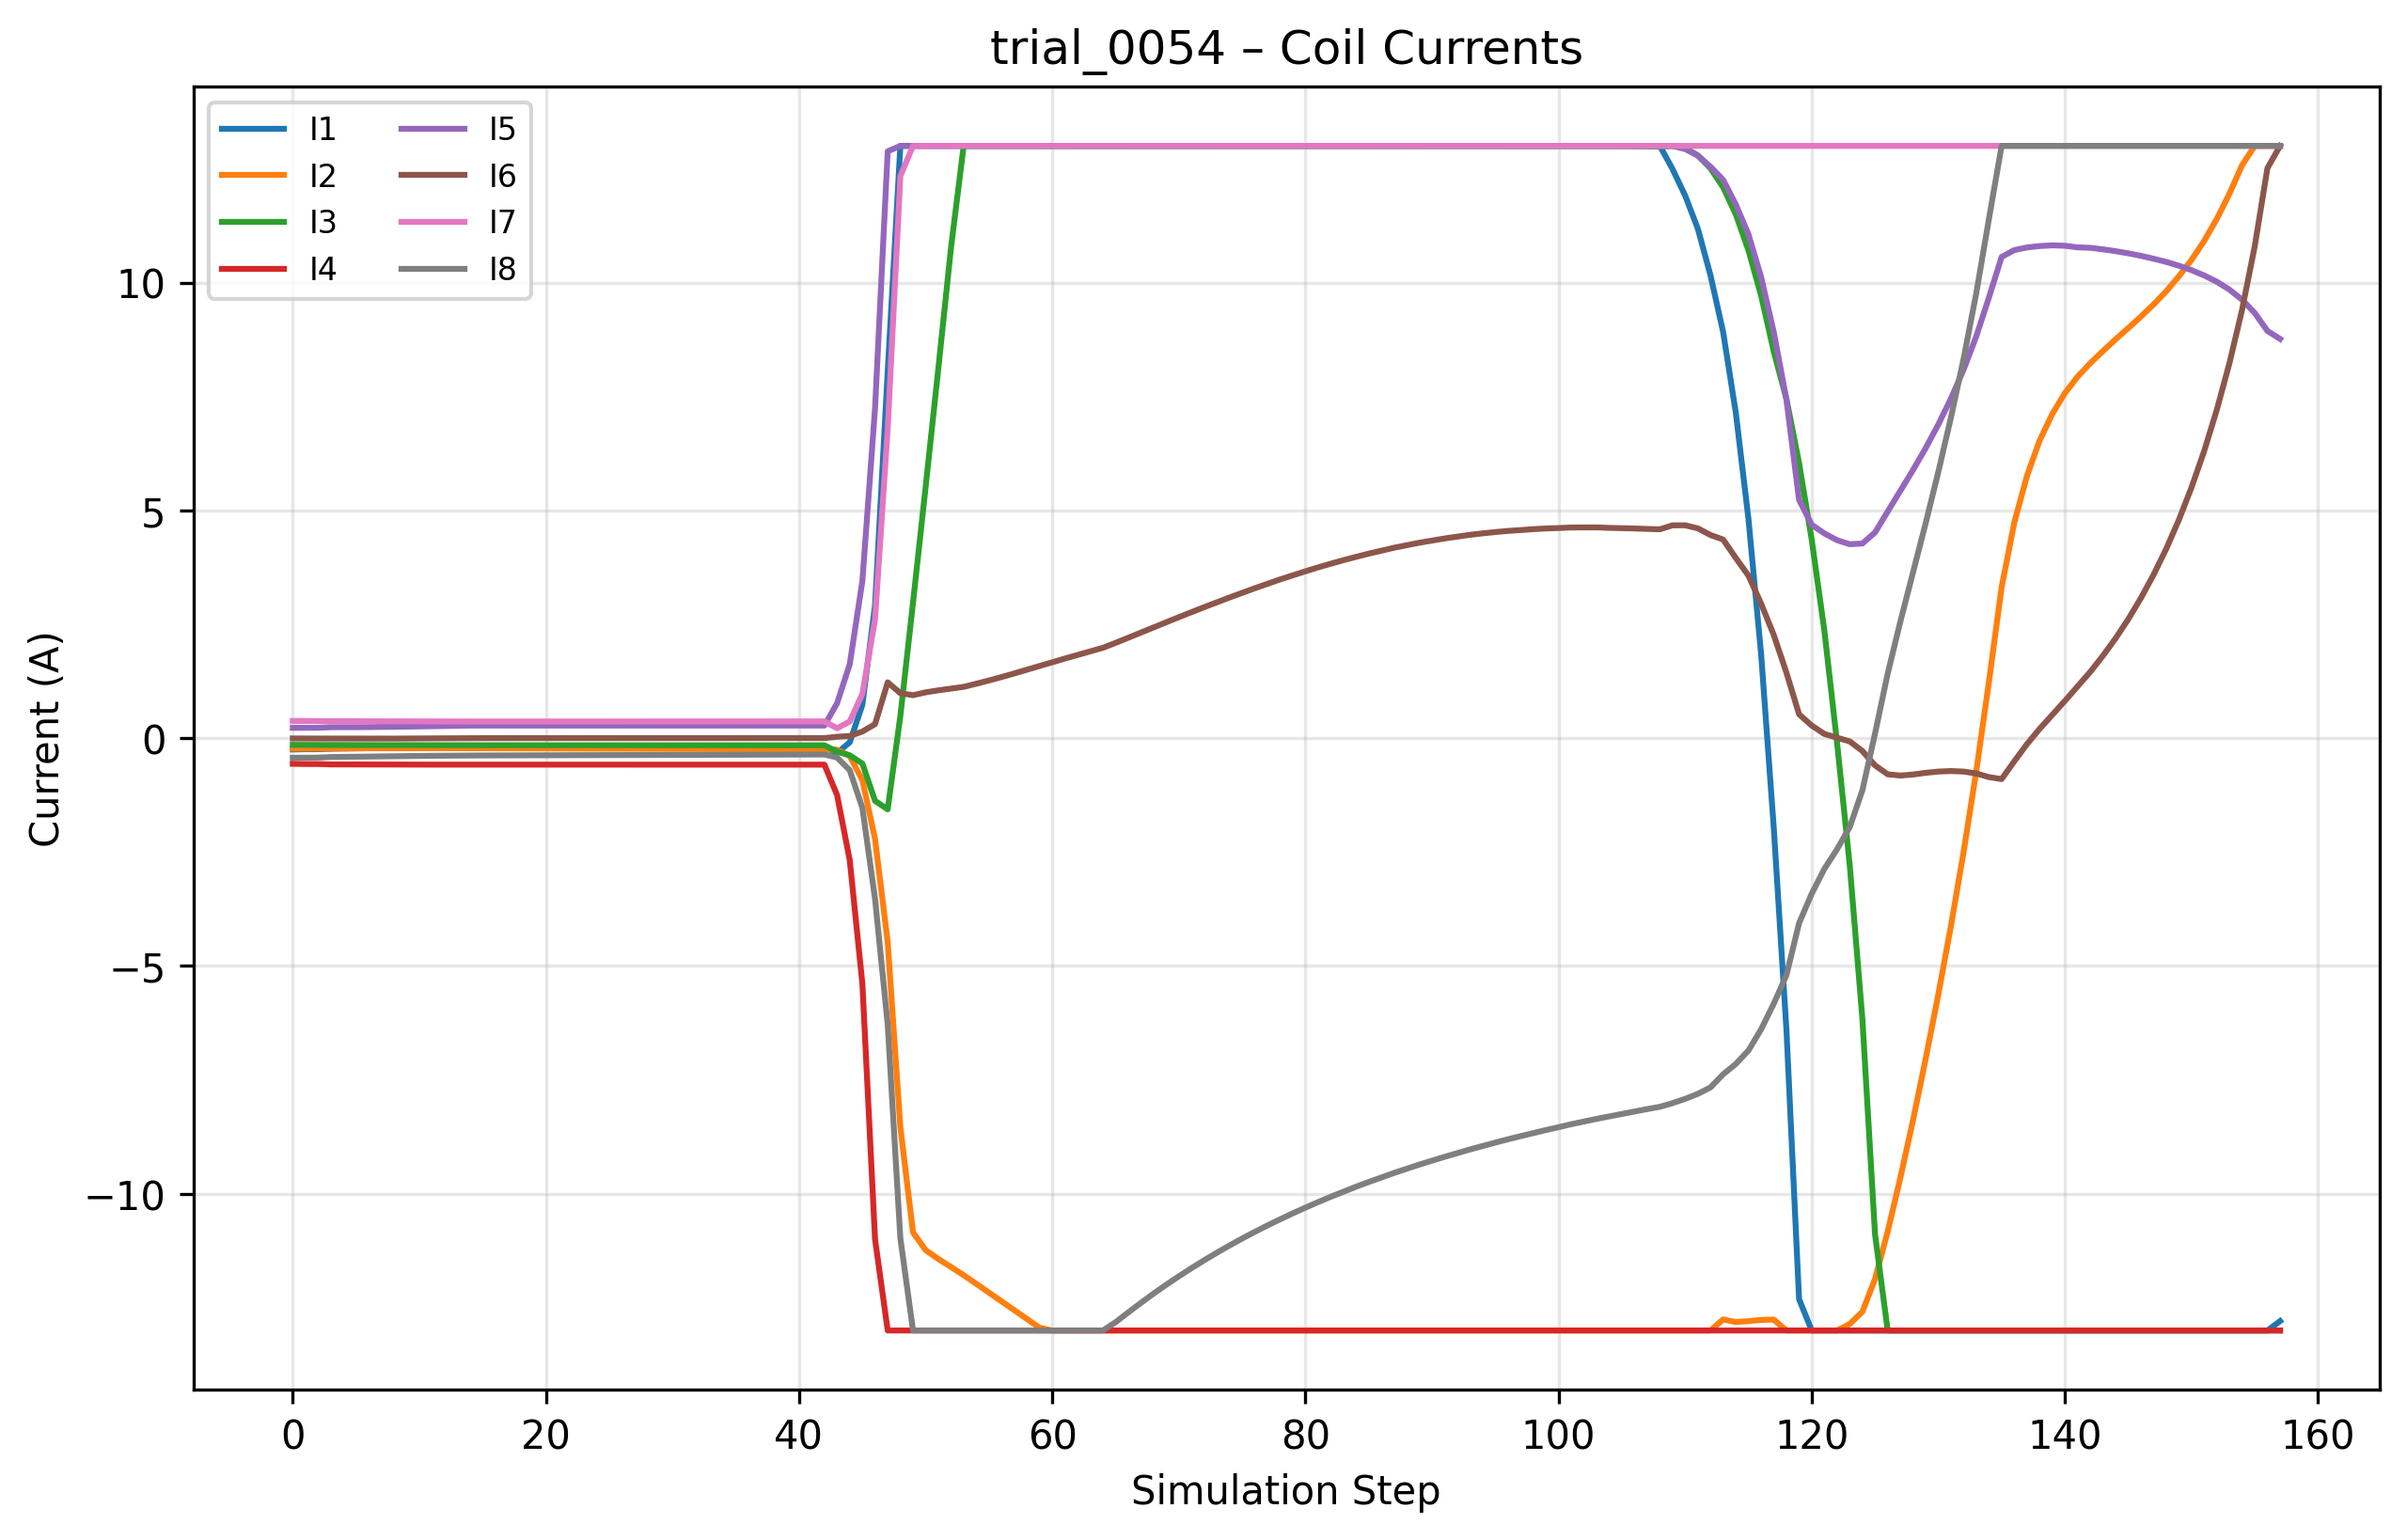 trial_0054 – Coil Currents
I1
I2
I3
I4
I5
I6
I7
I8
Current (A)
10
5
0
−5
−10
0 20 40 60 80 100 120 140 160
Simulation Step